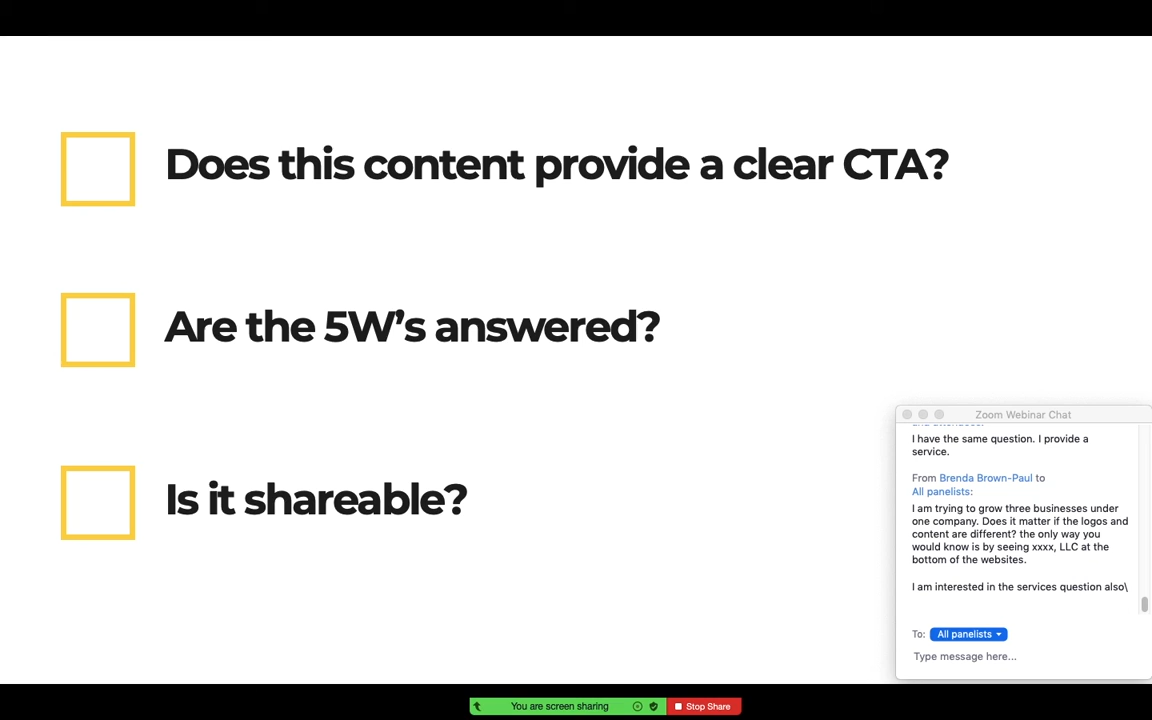 Does this content provide a clear CTA?
Are the 5W’s answered?
Is it shareable?
Zoom Webinar Chat
I have the same question. I provide a
service.
From Brenda Brown-Paul to
All panelists:
I am trying to grow three businesses under
one company. Does it matter if the logos and
content are different? the only way you
would know is by seeing xxxx, LLC at the
bottom of the websites.
I am interested in the services question also\
To: All panelists
Type message here...
You are screen sharing
Stop Share